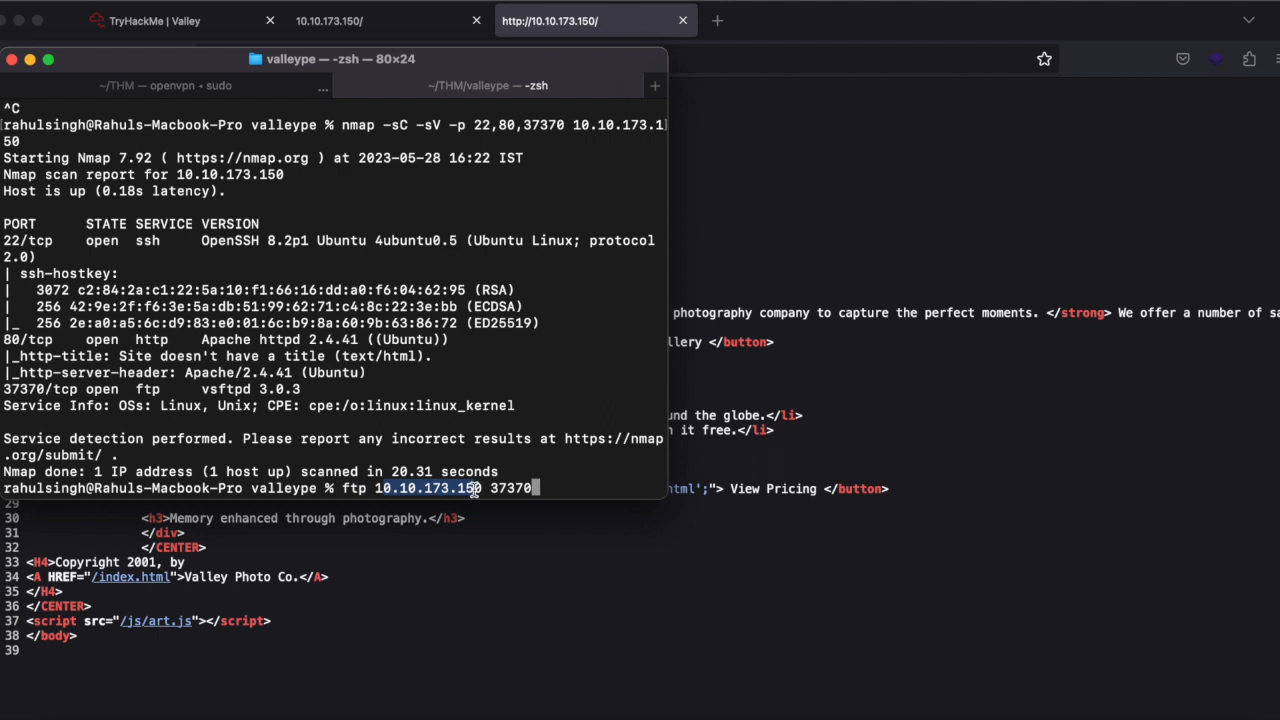 TryHackMe | Valley
10.10.173.150/
http://10.10.173.150/
valleype — -zsh — 80×24
~/THM — openvpn • sudo
...
~/THM/valleype — -zsh
^C
rahulsingh@Rahuls-Macbook-Pro valleype % nmap -sC -sV -p 22,80,37370 10.10.173.1
50
Starting Nmap 7.92 ( https://nmap.org ) at 2023-05-28 16:22 IST
Nmap scan report for 10.10.173.150
Host is up (0.18s latency).
PORT STATE SERVICE VERSION
22/tcp open ssh OpenSSH 8.2p1 Ubuntu 4ubuntu0.5 (Ubuntu Linux; protocol
2.0)
| ssh-hostkey:
| 3072 c2:84:2a:c1:22:5a:10:f1:66:16:dd:a0:f6:04:62:95 (RSA)
| 256 42:9e:2f:f6:3e:5a:db:51:99:62:71:c4:8c:22:3e:bb (ECDSA)
|_ 256 2e:a0:a5:6c:d9:83:e0:01:6c:b9:8a:60:9b:63:86:72 (ED25519)
80/tcp open http Apache httpd 2.4.41 ((Ubuntu))
|_http-title: Site doesn't have a title (text/html).
|_http-server-header: Apache/2.4.41 (Ubuntu)
37370/tcp open ftp vsftpd 3.0.3
Service Info: OSs: Linux, Unix; CPE: cpe:/o:linux:linux_kernel
Service detection performed. Please report any incorrect results at https://nmap
.org/submit/ .
Nmap done: 1 IP address (1 host up) scanned in 20.31 seconds
rahulsingh@Rahuls-Macbook-Pro valleype % ftp 10.10.173.150 37370
photography company to capture the perfect moments. </strong> We offer a number of sa
llery </button>
und the globe.</li>
n it free.</li>
html';"> View Pricing </button>
29
30 <h3>Memory enhanced through photography.</h3>
31 </div>
32 </CENTER>
33 <H4>Copyright 2001, by
34 <A HREF="/index.html">Valley Photo Co.</A>
35 </H4>
36 </CENTER>
37 <script src="/js/art.js"></script>
38 </body>
39